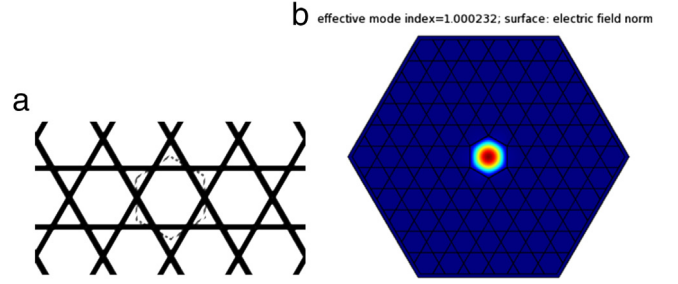 b effective mode index=1.000232; surface: electric field norm
a